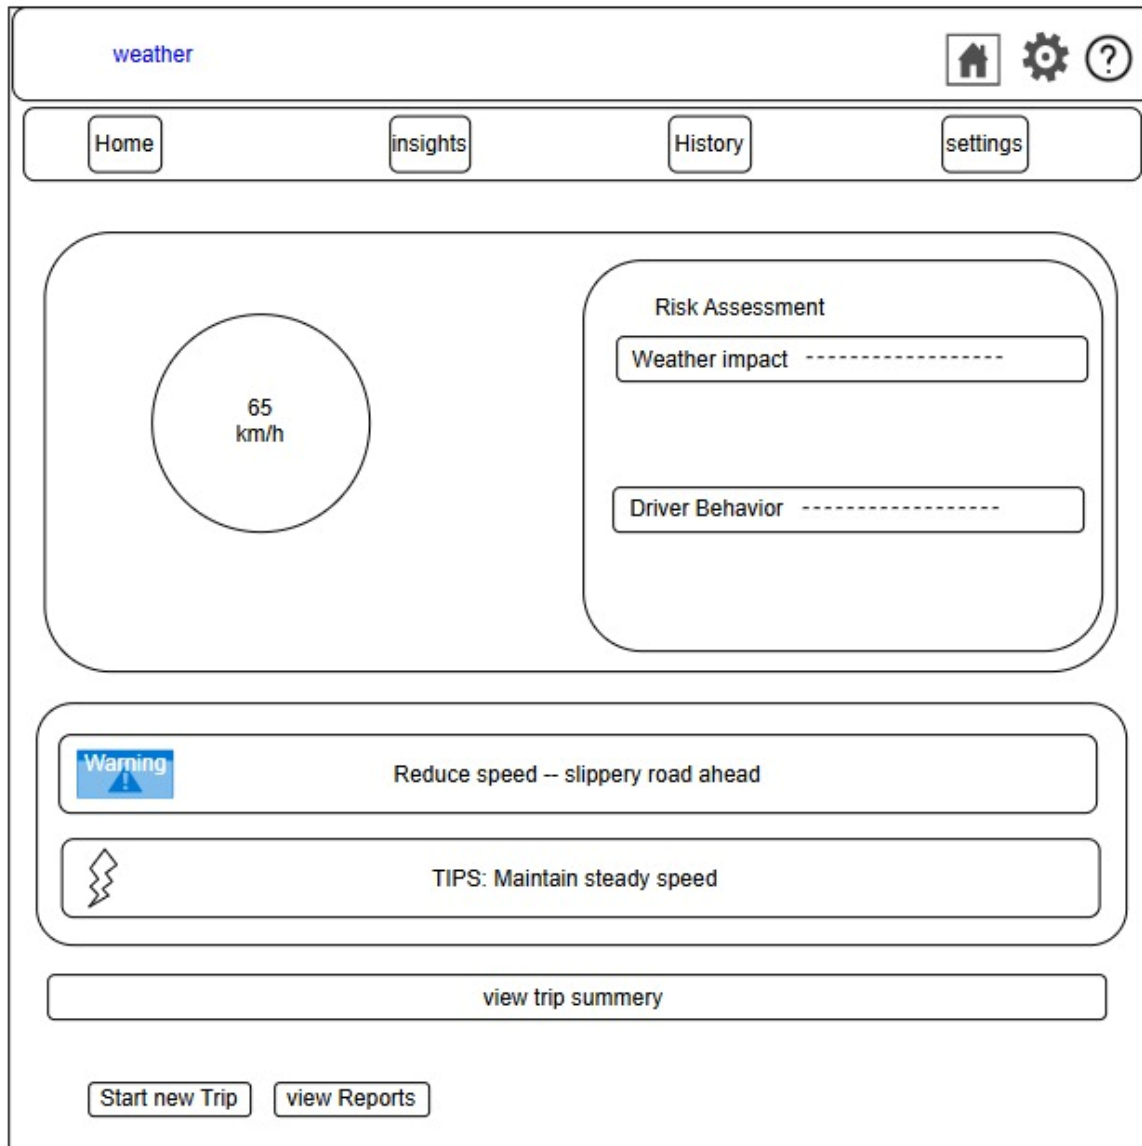 weather
?
Home insights History settings
65
km/h
Risk Assessment
Weather impact ------------------
Driver Behavior ------------------
Warning
!
Reduce speed -- slippery road ahead
TIPS: Maintain steady speed
view trip summery
Start new Trip view Reports